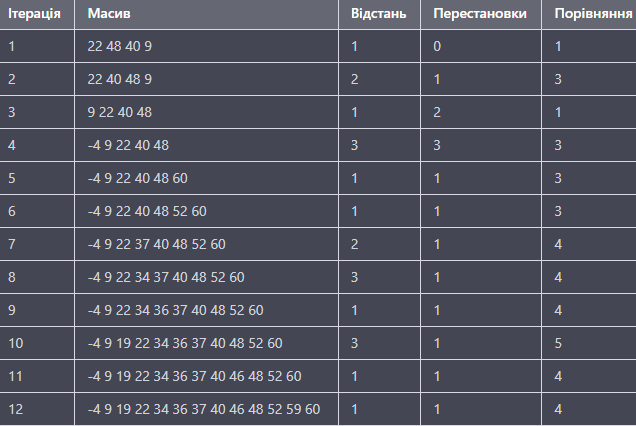 Ітерація Масив Відстань Перестановки Порівняння
1 22 48 40 9 1 0 1
2 22 40 48 9 2 1 3
3 9 22 40 48 1 2 1
4 -4 9 22 40 48 3 3 3
5 -4 9 22 40 48 60 1 1 3
6 -4 9 22 40 48 52 60 1 1 3
7 -4 9 22 37 40 48 52 60 2 1 4
8 -4 9 22 34 37 40 48 52 60 3 1 4
9 -4 9 22 34 36 37 40 48 52 60 1 1 4
10 -4 9 19 22 34 36 37 40 48 52 60 3 1 5
11 -4 9 19 22 34 36 37 40 46 48 52 60 1 1 4
12 -4 9 19 22 34 36 37 40 46 48 52 59 60 1 1 4